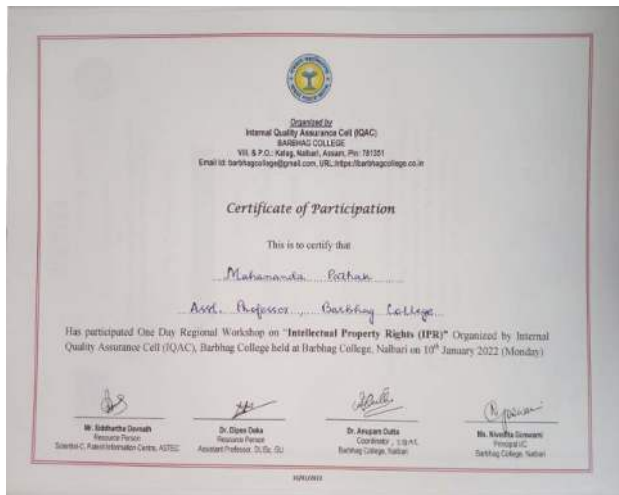 Organized by
Internal Quality Assurance Cell (IQAC)
BARBHAG COLLEGE
Vill. & P.O.: Kalag, Nalbari, Assam, Pin: 781351
Email Id: barbhagcollege@gmail.com, URL:https://barbhagcollege.co.in
Certificate of Participation
This is to certify that
Mahananda Pathak
Asst. Professor, Barbhag College
Has participated One Day Regional Workshop on "Intellectual Property Rights (IPR)" Organized by Internal
Quality Assurance Cell (IQAC), Barbhag College held at Barbhag College, Nalbari on 10th January 2022 (Monday)
Mr. Siddhartha Devnath
Resource Person
Scientist-C, Patent Information Centre, ASTEC
Dr. Dipen Deka
Resource Person
Assistant Professor, DLISc, GU
Dr. Anupam Dutta
Coordinator, IQAC
Barbhag College, Nalbari
Ms. Nivedita Goswami
Principal I/C
Barbhag College, Nalbari